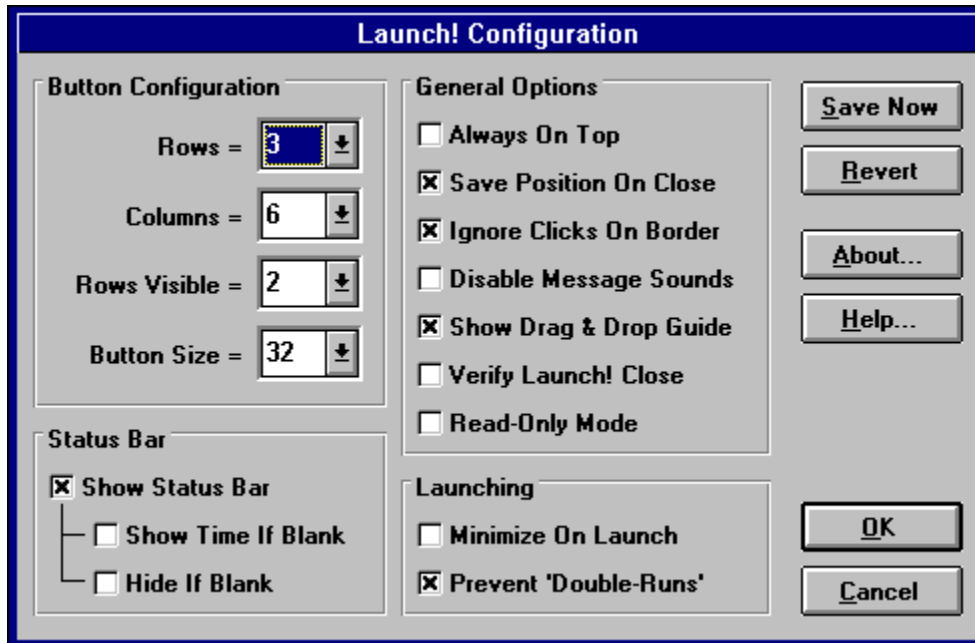 Launch! Configuration
Button Configuration
Rows = 3
Columns = 6
Rows Visible = 2
Button Size = 32
Status Bar
Show Status Bar
Show Time If Blank
Hide If Blank
General Options
Always On Top
Save Position On Close
Ignore Clicks On Border
Disable Message Sounds
Show Drag & Drop Guide
Verify Launch! Close
Read-Only Mode
Launching
Minimize On Launch
Prevent 'Double-Runs'
Save Now
Revert
About...
Help...
OK
Cancel